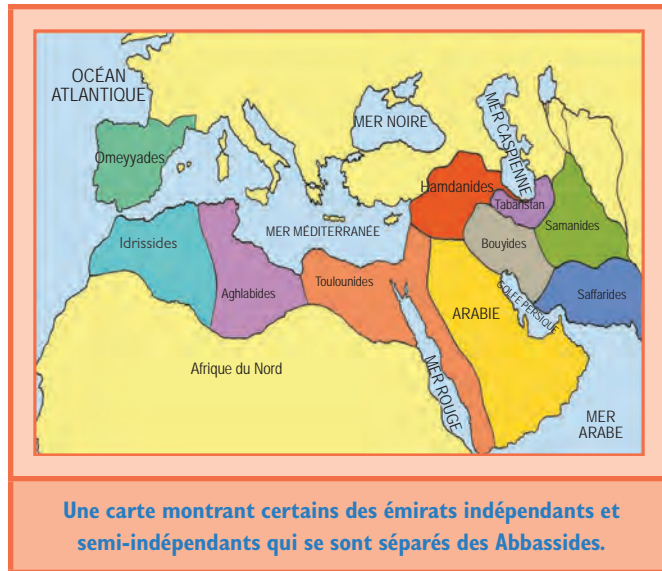 OCÉAN
ATLANTIQUE
MER NOIRE
MER CASPIENNE
Omeyyades
Hamdanides
Tabaristan
Samanides
Idrissides
MER MÉDITERRANÉE
Bouyides
Aghlabides
Toulounides
GOLFE PERSIQUE
Saffarides
ARABIE
Afrique du Nord
MER ROUGE
MER
ARABE
Une carte montrant certains des émirats indépendants et
semi-indépendants qui se sont séparés des Abbassides.